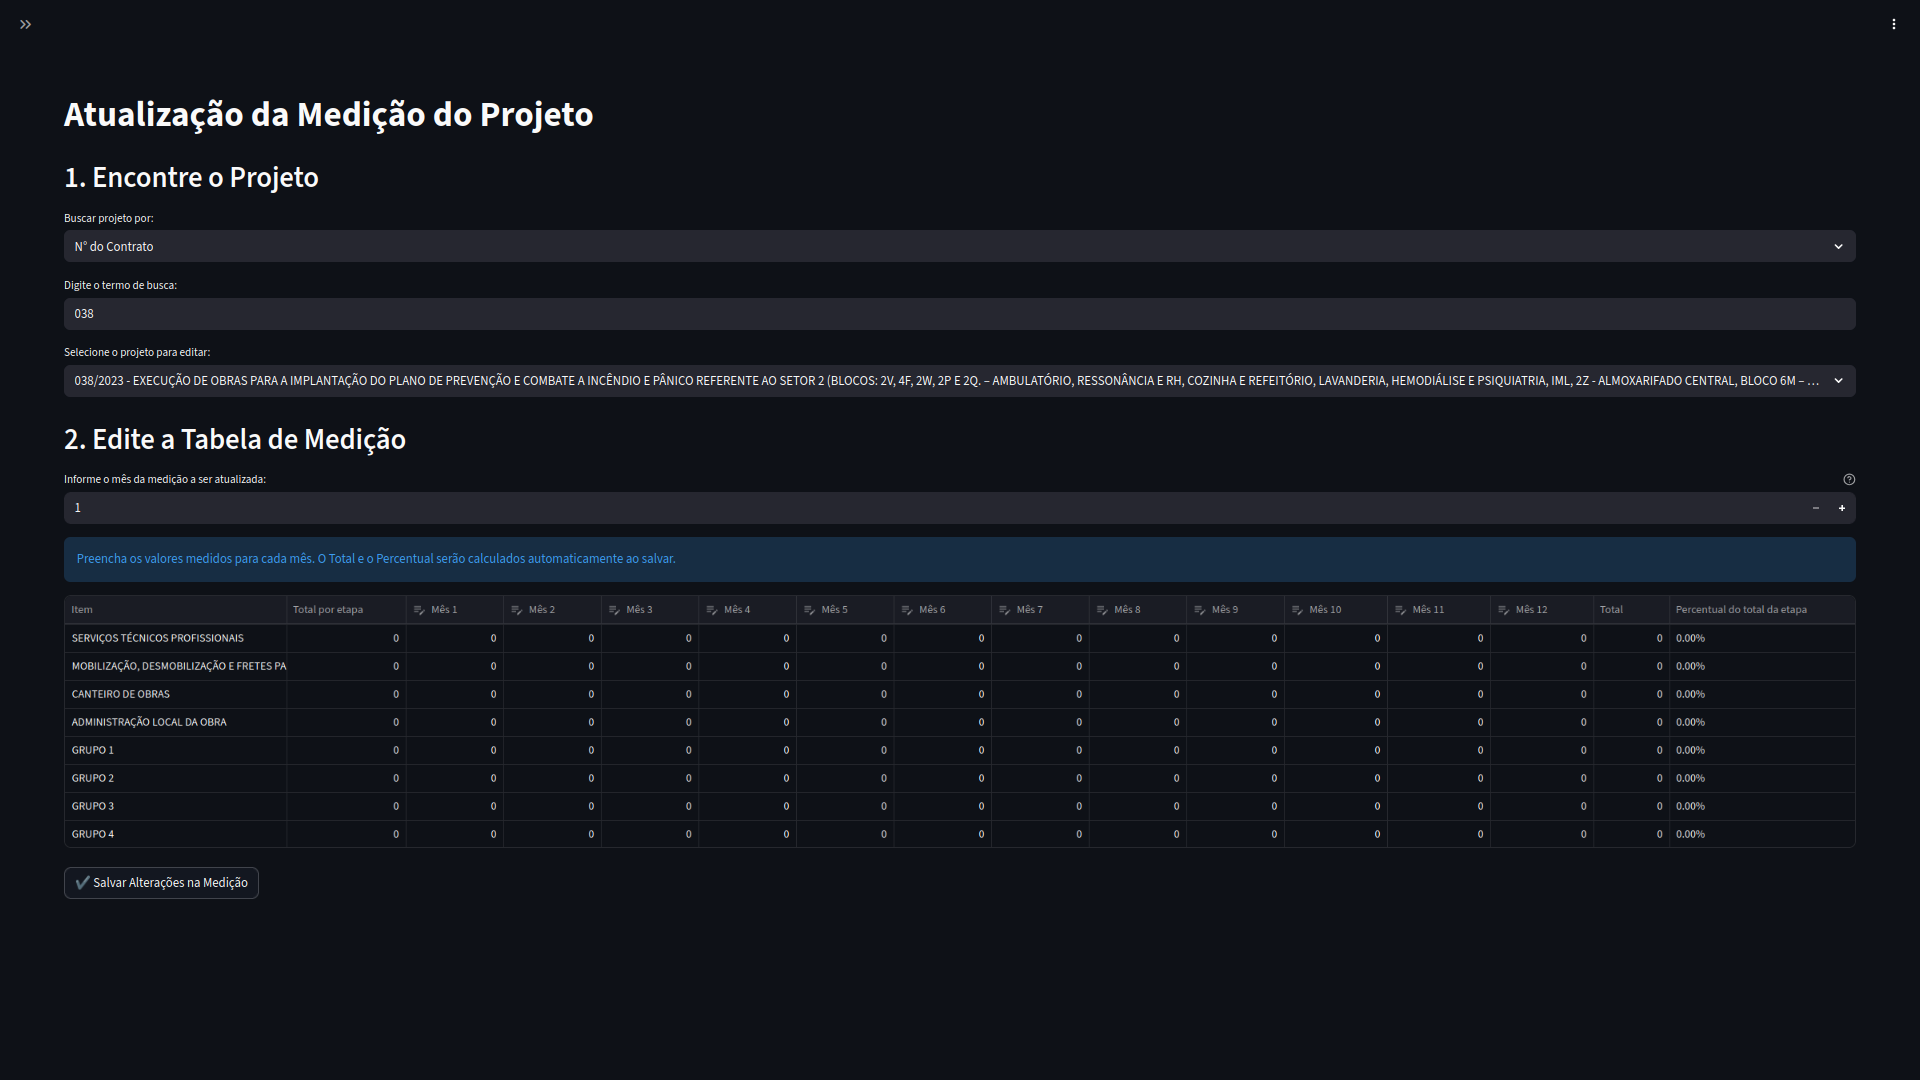 Atualização da Medição do Projeto
1. Encontre o Projeto
Buscar projeto por:
N° do Contrato
Digite o termo de busca:
038
Selecione o projeto para editar:
038/2023 - EXECUÇÃO DE OBRAS PARA A IMPLANTAÇÃO DO PLANO DE PREVENÇÃO E COMBATE A INCÊNDIO E PÂNICO REFERENTE AO SETOR 2 (BLOCOS: 2V, 4F, 2W, 2P E 2Q. – AMBULATÓRIO, RESSONÂNCIA E RH, COZINHA E REFEITÓRIO, LAVANDERIA, HEMODIÁLISE E PSIQUIATRIA, IML, 2Z - ALMOXARIFADO CENTRAL, BLOCO 6M – ...
2. Edite a Tabela de Medição
Informe o mês da medição a ser atualizada:
1
Preencha os valores medidos para cada mês. O Total e o Percentual serão calculados automaticamente ao salvar.
Item Total por etapa Mês 1 Mês 2 Mês 3 Mês 4 Mês 5 Mês 6 Mês 7 Mês 8 Mês 9 Mês 10 Mês 11 Mês 12 Total Percentual do total da etapa
SERVIÇOS TÉCNICOS PROFISSIONAIS 0 0 0 0 0 0 0 0 0 0 0 0 0 0 0.00%
MOBILIZAÇÃO, DESMOBILIZAÇÃO E FRETES PA 0 0 0 0 0 0 0 0 0 0 0 0 0 0 0.00%
CANTEIRO DE OBRAS 0 0 0 0 0 0 0 0 0 0 0 0 0 0 0.00%
ADMINISTRAÇÃO LOCAL DA OBRA 0 0 0 0 0 0 0 0 0 0 0 0 0 0 0.00%
GRUPO 1 0 0 0 0 0 0 0 0 0 0 0 0 0 0 0.00%
GRUPO 2 0 0 0 0 0 0 0 0 0 0 0 0 0 0 0.00%
GRUPO 3 0 0 0 0 0 0 0 0 0 0 0 0 0 0 0.00%
GRUPO 4 0 0 0 0 0 0 0 0 0 0 0 0 0 0 0.00%
Salvar Alterações na Medição